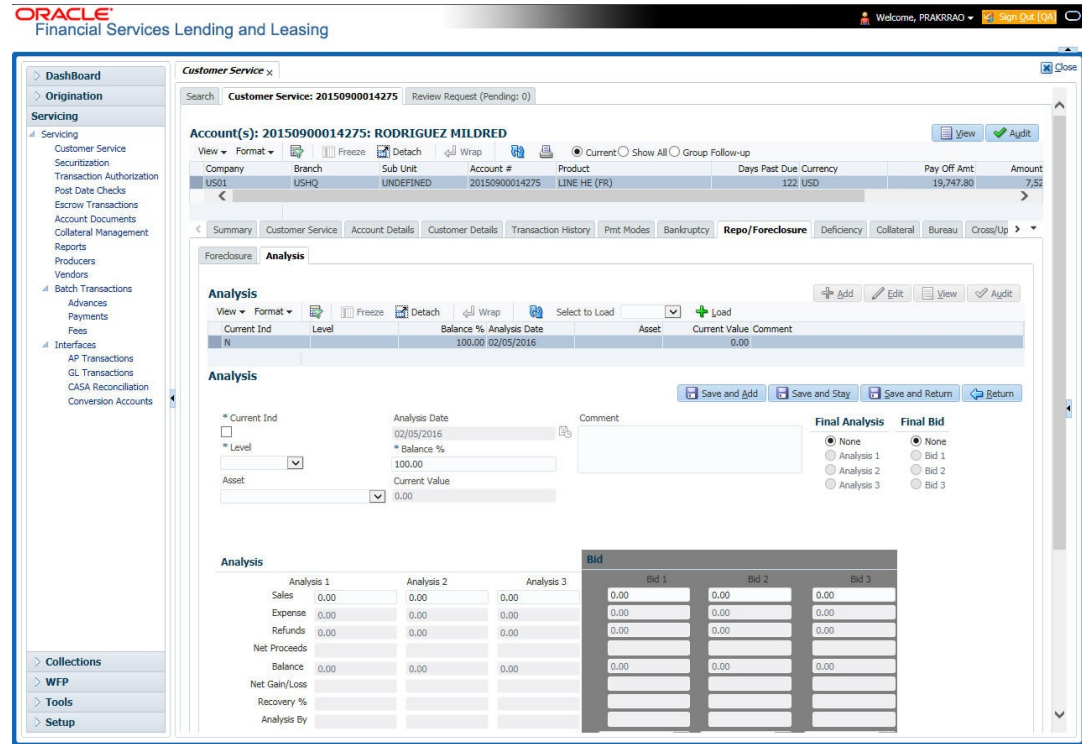 ORACLE
Financial Services Lending and Leasing
Welcome, PRAKRRAO
Sign Out [QA]
Close
DashBoard
Origination
Servicing
Servicing
Customer Service
Securitization
Transaction Authorization
Post Date Checks
Escrow Transactions
Account Documents
Collateral Management
Reports
Producers
Vendors
Batch Transactions
Advances
Payments
Fees
Interfaces
AP Transactions
GL Transactions
CASA Reconciliation
Conversion Accounts
Collections
WFP
Tools
Setup
Customer Service x
Search Customer Service: 20150900014275 Review Request (Pending: 0)
Account(s): 20150900014275: RODRIGUEZ MILDRED
View Audit
View Format Freeze Detach Wrap Current Show All Group Follow-up
Company Branch Sub Unit Account # Product Days Past Due Currency Pay Off Amt Amount
US01 USHQ UNDEFINED 20150900014275 LINE HE (FR) 122 USD 19,747.80 7,52
Summary Customer Service Account Details Customer Details Transaction History Pmt Modes Bankruptcy Repo/Foreclosure Deficiency Collateral Bureau Cross/Up
Foreclosure Analysis
Analysis
Add Edit View Audit
View Format Freeze Detach Wrap Select to Load Load
Current Ind Level Balance % Analysis Date Asset Current Value Comment
N 100.00 02/05/2016 0.00
Analysis
Save and Add Save and Stay Save and Return Return
* Current Ind
* Level
Asset
Analysis Date
02/05/2016
* Balance %
100.00
Current Value
0.00
Comment
Final Analysis
None
Analysis 1
Analysis 2
Analysis 3
Final Bid
None
Bid 1
Bid 2
Bid 3
Analysis
Analysis 1 Analysis 2 Analysis 3
Sales 0.00 0.00 0.00
Expense 0.00 0.00 0.00
Refunds 0.00 0.00 0.00
Net Proceeds
Balance 0.00 0.00 0.00
Net Gain/Loss
Recovery %
Analysis By
Bid
Bid 1 Bid 2 Bid 3
0.00 0.00 0.00
0.00 0.00 0.00
0.00 0.00 0.00
0.00 0.00 0.00